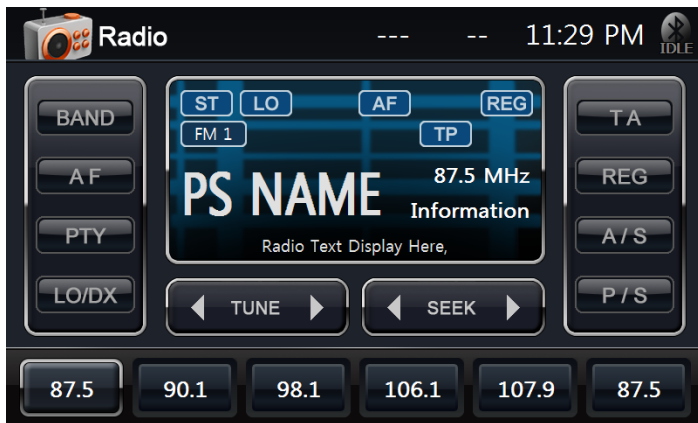 Radio --- -- 11:29 PM IDLE
BAND
AF
PTY
LO/DX
ST LO AF REG
FM 1 TP
PS NAME
87.5 MHz
Information
Radio Text Display Here,
TUNE SEEK
TA
REG
A/S
P/S
87.5 90.1 98.1 106.1 107.9 87.5